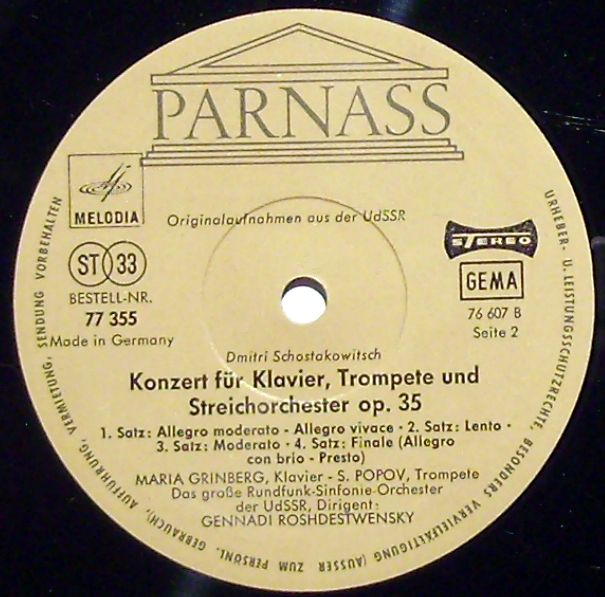 PARNASS
MELODIA
Originalaufnahmen aus der UdSSR
STEREO
ST 33
GEMA
BESTELL-NR.
77 355
76 607 B
Made in Germany
Seite 2
Dmitri Schostakowitsch
Konzert für Klavier, Trompete und
Streichorchester op. 35
1. Satz: Allegro moderato - Allegro vivace · 2. Satz: Lento ·
3. Satz: Moderato · 4. Satz: Finale (Allegro
con brio - Presto)
MARIA GRINBERG, Klavier - S. POPOV, Trompete
Das große Rundfunk-Sinfonie-Orchester
der UdSSR, Dirigent:
GENNADI ROSHDESTWENSKY
URHEBER- U. LEISTUNGSSCHUTZRECHTE, BESONDERS VERVIELFÄLTIGUNG (AUSSER ZUM PERSÖNL. GEBRAUCH), AUFFÜHRUNG, VERMIETUNG, SENDUNG VORBEHALTEN